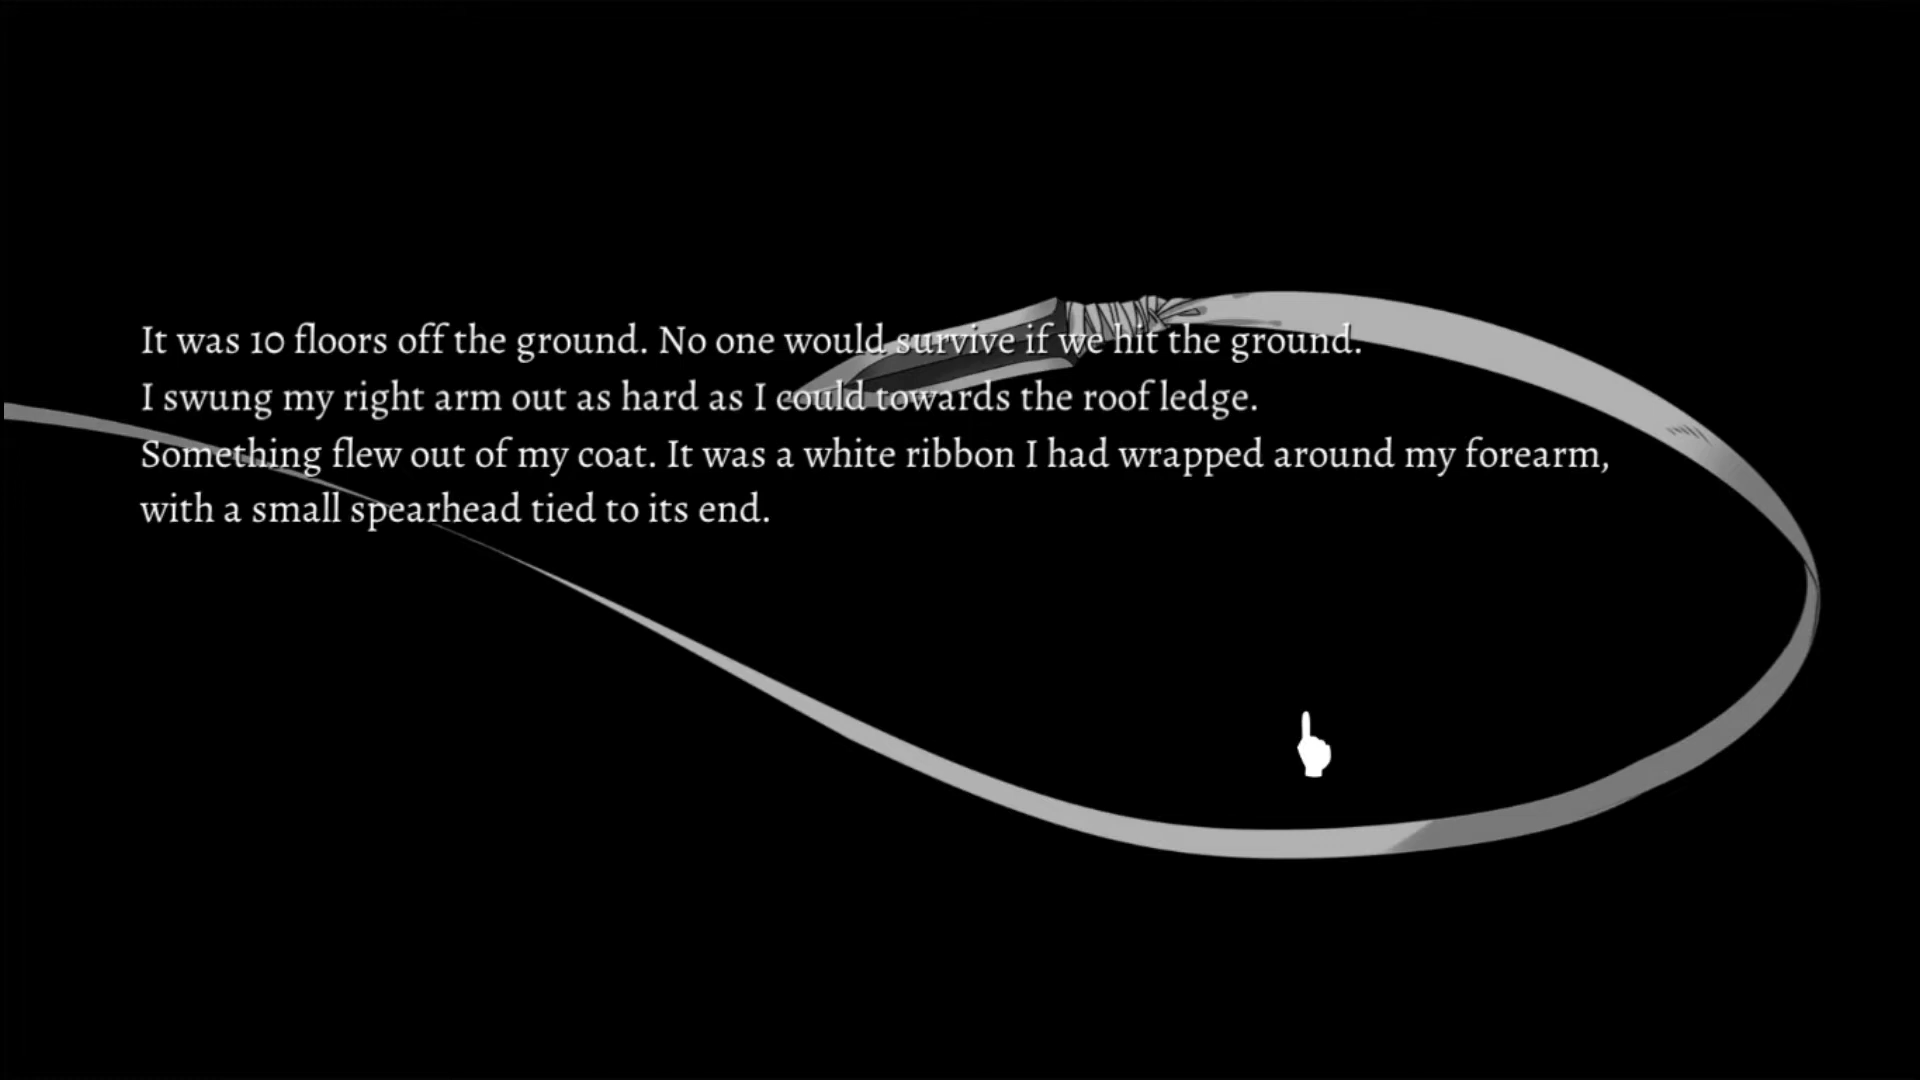 It was 10 floors off the ground. No one would survive if we hit the ground.
I swung my right arm out as hard as I could towards the roof ledge.
Something flew out of my coat. It was a white ribbon I had wrapped around my forearm,
with a small spearhead tied to its end.